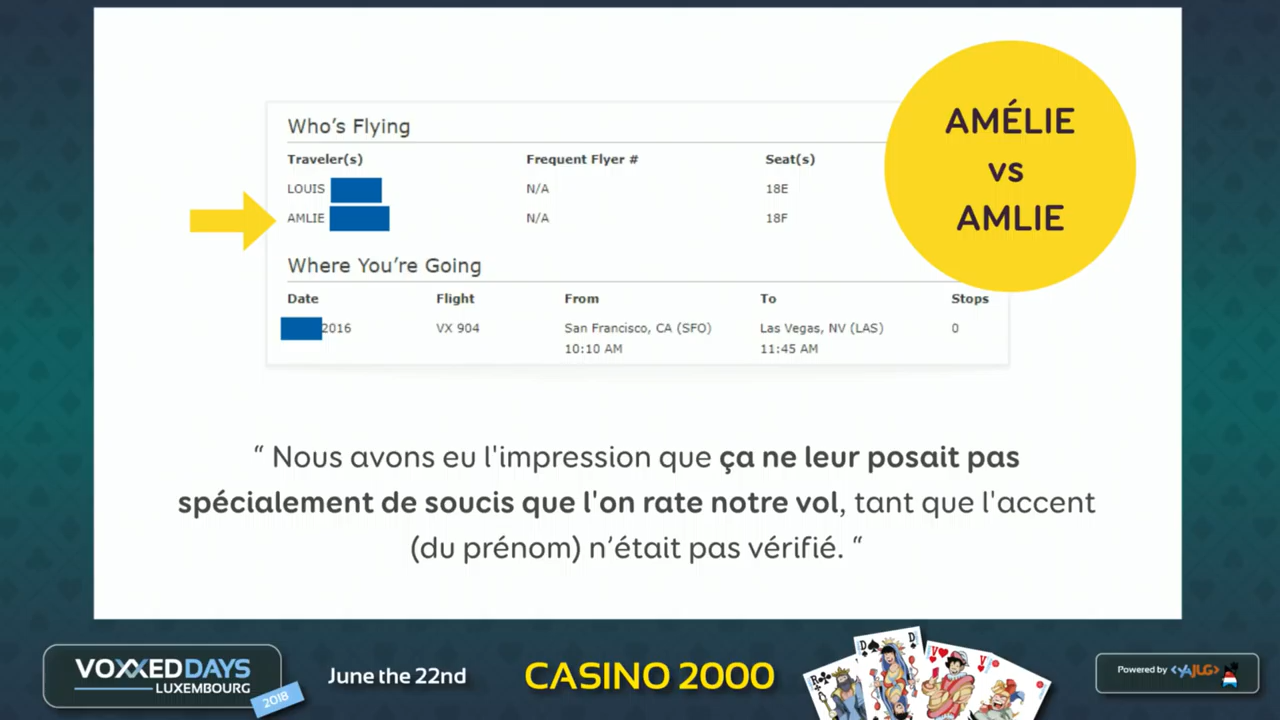 Who's Flying
Traveler(s) Frequent Flyer # Seat(s)
LOUIS N/A 18E
AMLIE N/A 18F
AMÉLIE
vs
AMLIE
Where You're Going
Date Flight From To Stops
2016 VX 904 San Francisco, CA (SFO) Las Vegas, NV (LAS) 0
10:10 AM 11:45 AM
“ Nous avons eu l'impression que ça ne leur posait pas
spécialement de soucis que l'on rate notre vol, tant que l'accent
(du prénom) n'était pas vérifié. “
VOXXED DAYS
LUXEMBOURG
2018
June the 22nd
CASINO 2000
R D D V V
Powered by <YAJUG>